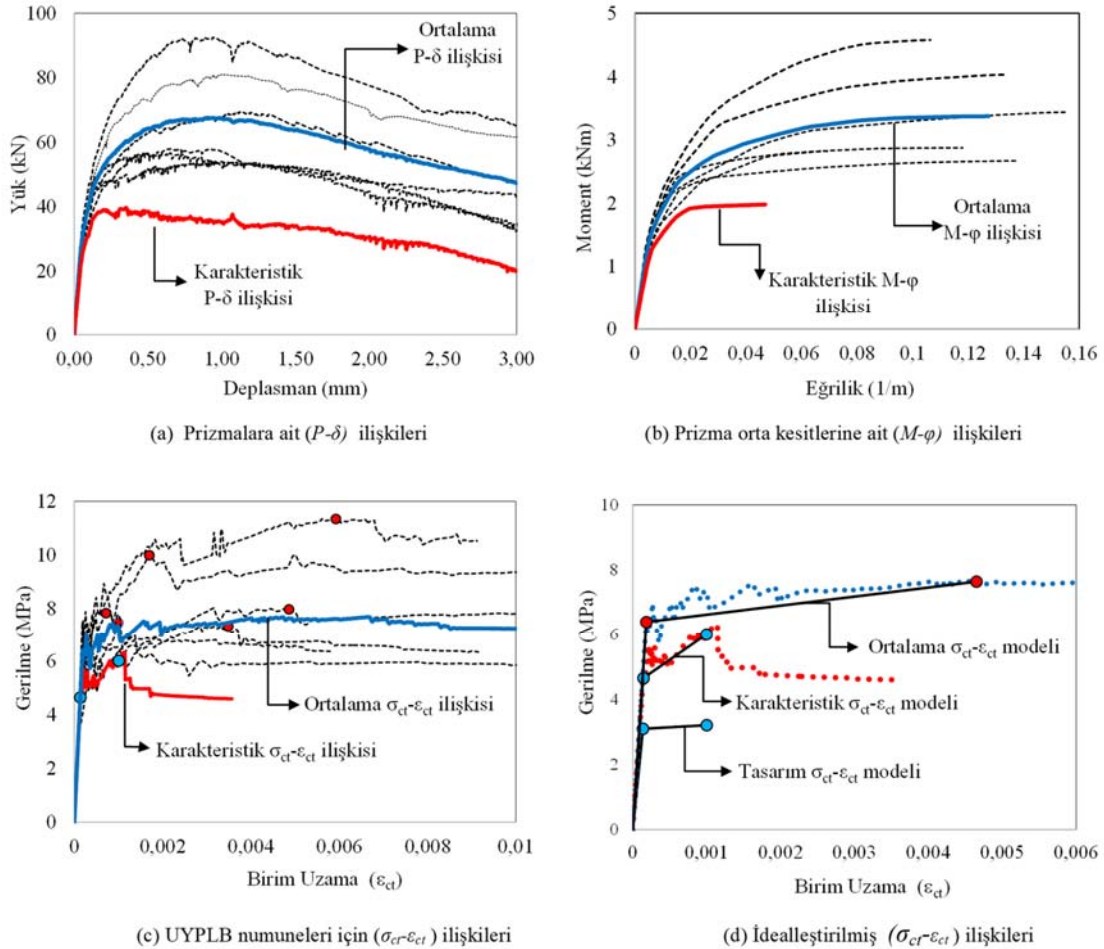 100
80
60
40
20
0
Yük (kN)
Ortalama
P-δ ilişkisi
Karakteristik
P-δ ilişkisi
0,00 0,50 1,00 1,50 2,00 2,50 3,00
Deplasman (mm)
(a) Prizmalara ait (P-δ) ilişkileri
5
4
3
2
1
0
Moment (kNm)
Ortalama
M-φ ilişkisi
Karakteristik M-φ
ilişkisi
0 0,02 0,04 0,06 0,08 0,1 0,12 0,14 0,16
Eğrilik (1/m)
(b) Prizma orta kesitlerine ait (M-φ) ilişkileri
12
10
8
6
4
2
0
Gerilme (MPa)
Ortalama σct-εct ilişkisi
Karakteristik σct-εct ilişkisi
0 0,002 0,004 0,006 0,008 0,01
Birim Uzama (εct)
(c) UYPLB numuneleri için (σct-εct ) ilişkileri
10
8
6
4
2
0
Gerilme (MPa)
Ortalama σct-εct modeli
Karakteristik σct-εct modeli
Tasarım σct-εct modeli
0 0,001 0,002 0,003 0,004 0,005 0,006
Birim Uzama (εct)
(d) İdealleştirilmiş (σct-εct ) ilişkileri